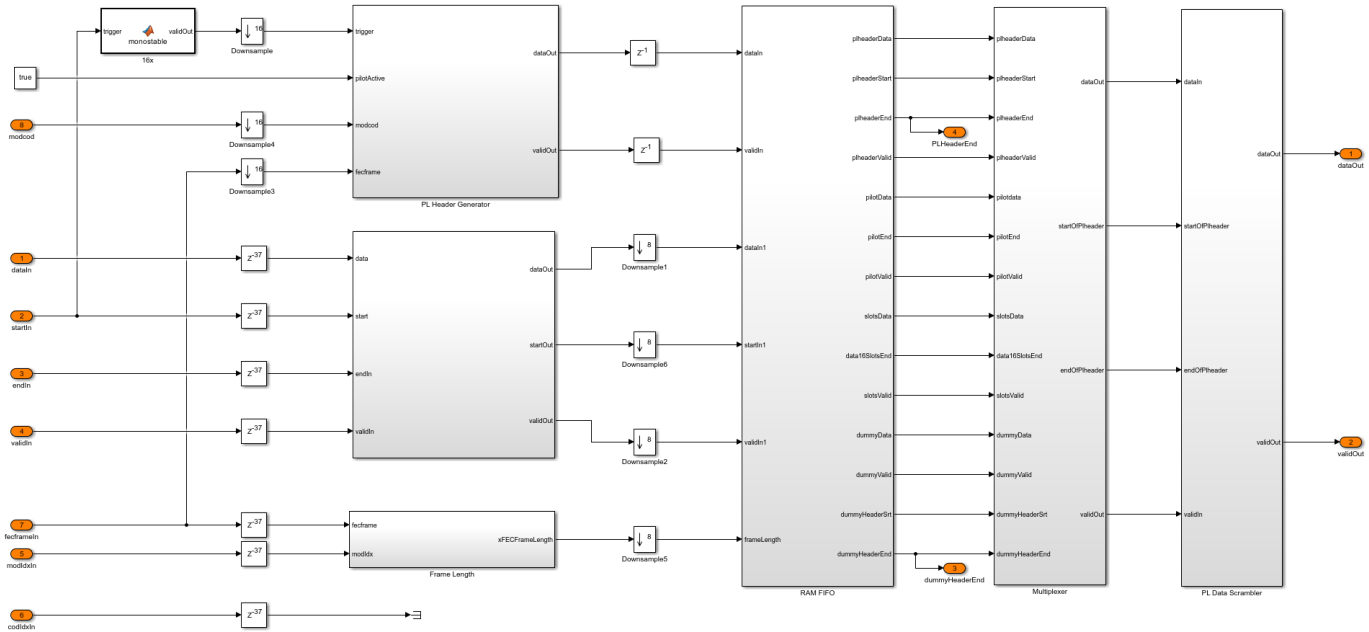 trigger
monostable
validOut
16x
16
Downsample
true
8
modcod
16
Downsample4
16
Downsample3
trigger
pilotActive
modcod
fecframe
dataOut
validOut
PL Header Generator
z-1
z-1
1
dataIn
2
startIn
3
endIn
4
validIn
7
fecframeIn
5
modIdxIn
6
codIdxIn
z-37
z-37
z-37
z-37
z-37
z-37
z-37
data
start
endIn
validIn
dataOut
startOut
validOut
fecframe
modIdx
xFECFrameLength
Frame Length
8
Downsample1
8
Downsample6
8
Downsample2
8
Downsample5
dataIn
validIn
dataIn1
startIn1
validIn1
frameLength
plheaderData
plheaderStart
plheaderEnd
plheaderValid
pilotData
pilotEnd
pilotValid
slotsData
data16SlotsEnd
slotsValid
dummyData
dummyValid
dummyHeaderSrt
dummyHeaderEnd
RAM FIFO
4
PLHeaderEnd
3
dummyHeaderEnd
plheaderData
plheaderStart
plheaderEnd
plheaderValid
pilotdata
pilotEnd
pilotValid
slotsData
data16SlotsEnd
slotsValid
dummyData
dummyValid
dummyHeaderSrt
dummyHeaderEnd
dataOut
startOfPlheader
endOfPlheader
validOut
Multiplexer
dataIn
startOfPlheader
endOfPlheader
validIn
dataOut
validOut
PL Data Scrambler
1
dataOut
2
validOut